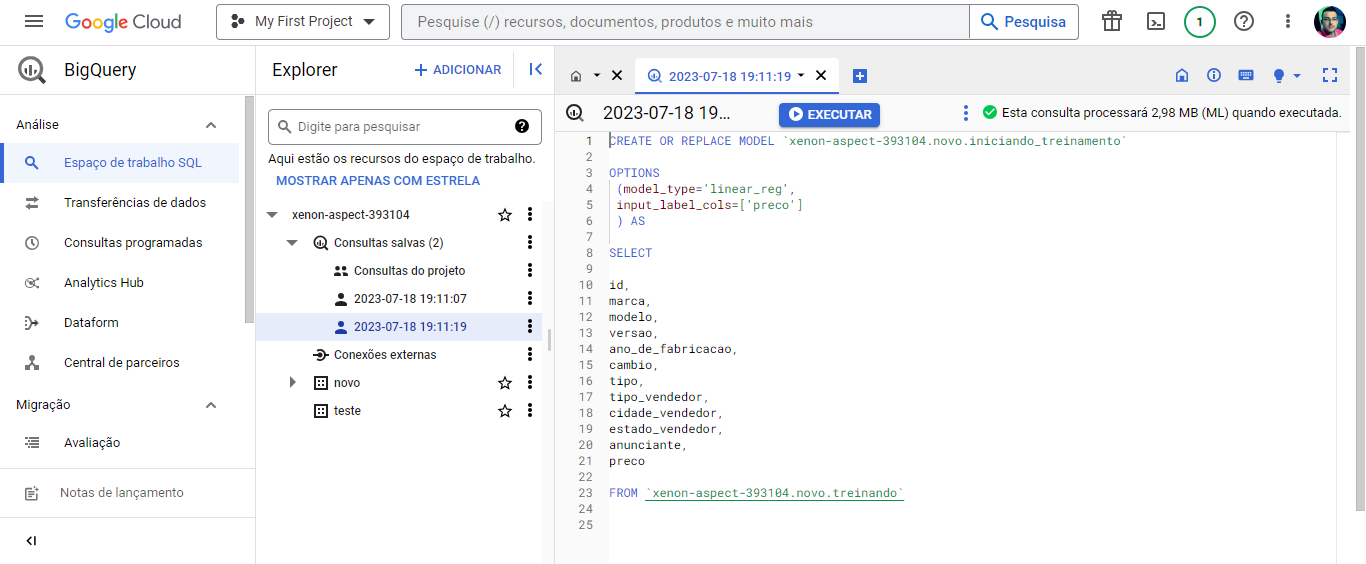 Google Cloud
My First Project
Pesquise (/) recursos, documentos, produtos e muito mais
Pesquisa
1
BigQuery
Análise
Espaço de trabalho SQL
Transferências de dados
Consultas programadas
Analytics Hub
Dataform
Central de parceiros
Migração
Avaliação
Notas de lançamento
Explorer
ADICIONAR
Digite para pesquisar
Aqui estão os recursos do espaço de trabalho.
MOSTRAR APENAS COM ESTRELA
xenon-aspect-393104
Consultas salvas (2)
Consultas do projeto
2023-07-18 19:11:07
2023-07-18 19:11:19
Conexões externas
novo
teste
2023-07-18 19:11:19
2023-07-18 19...
EXECUTAR
Esta consulta processará 2,98 MB (ML) quando executada.
1 CREATE OR REPLACE MODEL `xenon-aspect-393104.novo.iniciando_treinamento`
2
3 OPTIONS
4 (model_type='linear_reg',
5 input_label_cols=['preco']
6 ) AS
7
8 SELECT
9
10 id,
11 marca,
12 modelo,
13 versao,
14 ano_de_fabricacao,
15 cambio,
16 tipo,
17 tipo_vendedor,
18 cidade_vendedor,
19 estado_vendedor,
20 anunciante,
21 preco
22
23 FROM `xenon-aspect-393104.novo.treinando`
24
25